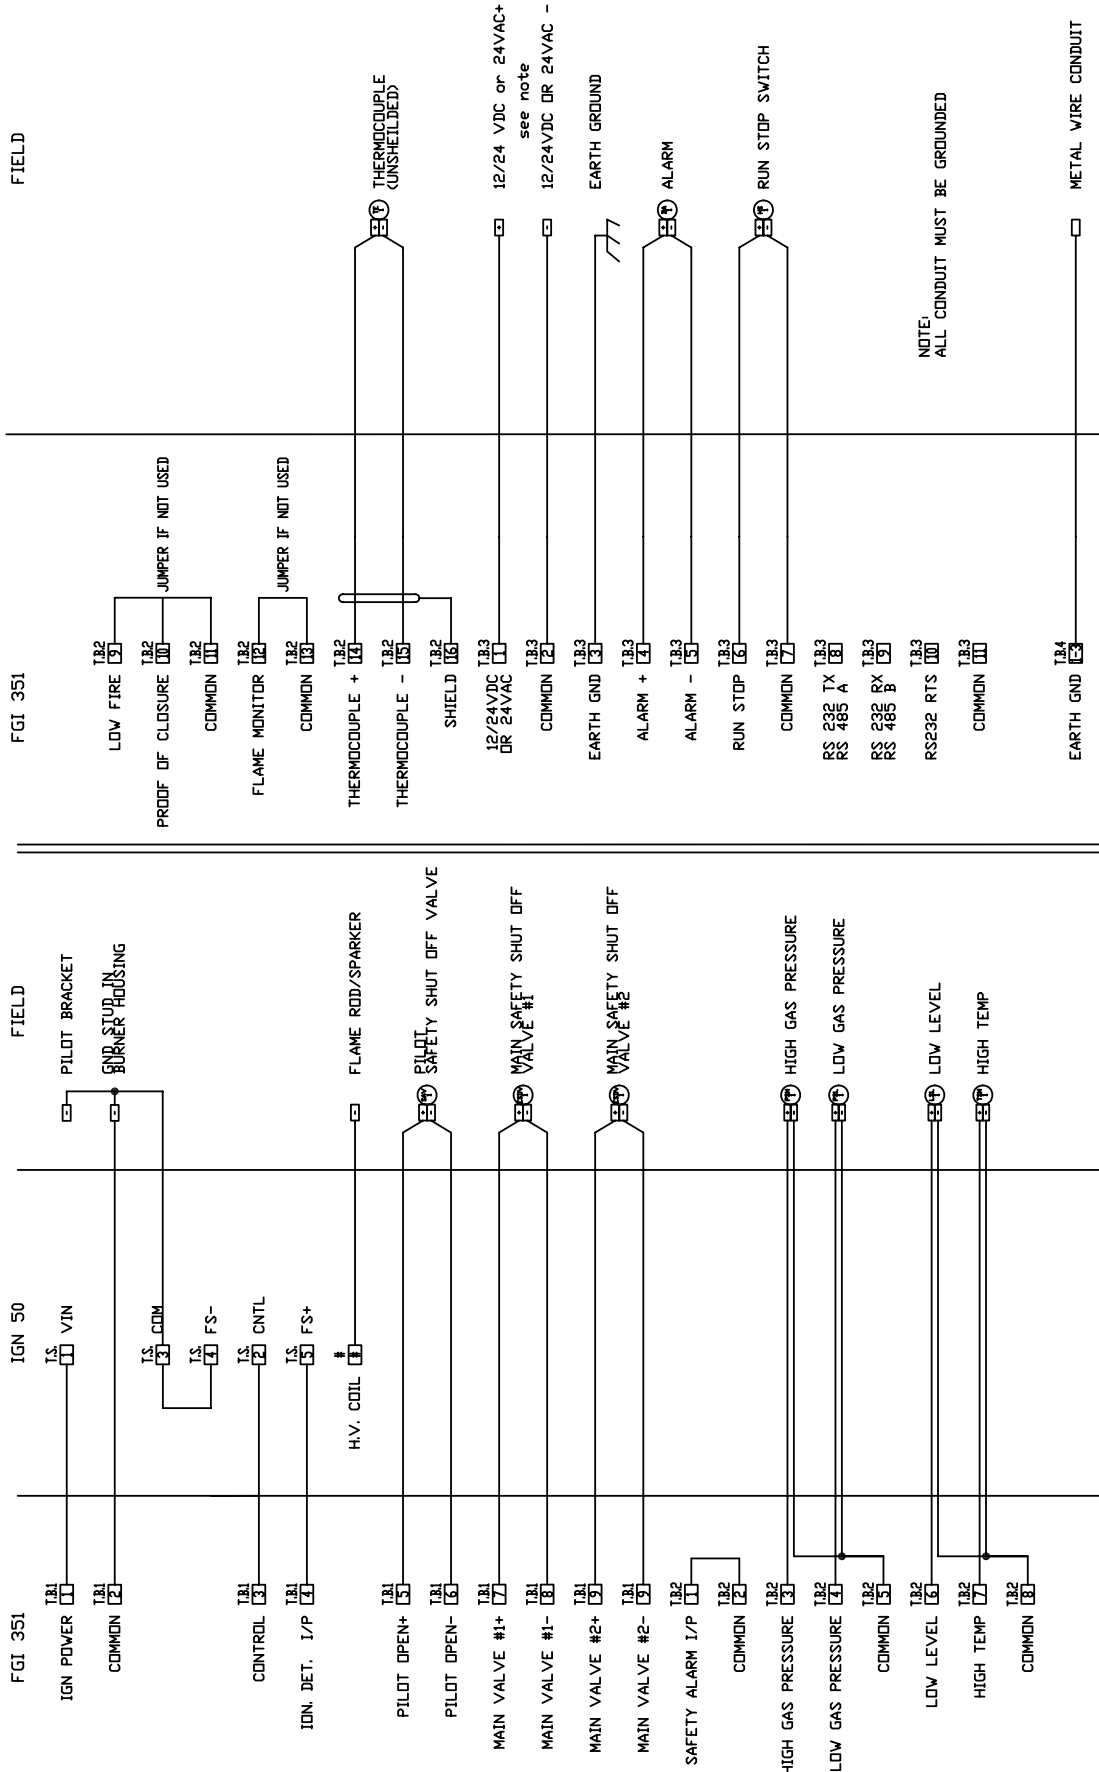 FGI 351
IGN 50
FIELD
IGN POWER
T.B.1
1
T.S.
1
VIN
PILOT BRACKET
COMMON
T.B.1
2
GND STUD IN
BURNER HOUSING
T.S.
3
COM
T.S.
4
FS-
CONTROL
T.B.1
3
T.S.
2
CNTL
ION. DET. I/P
T.B.1
4
T.S.
5
FS+
H.V. COIL
#
#
FLAME ROD/SPARKER
PILOT OPEN+
T.B.1
5
PILOT
SAFETY SHUT OFF VALVE
PILOT OPEN-
T.B.1
6
MAIN VALVE #1+
T.B.1
7
MAIN SAFETY SHUT OFF
VALVE #1
MAIN VALVE #1-
T.B.1
8
MAIN VALVE #2+
T.B.1
9
MAIN SAFETY SHUT OFF
VALVE #2
MAIN VALVE #2-
T.B.1
9
SAFETY ALARM I/P
T.B.2
1
COMMON
T.B.2
2
HIGH GAS PRESSURE
T.B.2
3
HIGH GAS PRESSURE
LOW GAS PRESSURE
T.B.2
4
LOW GAS PRESSURE
COMMON
T.B.2
5
LOW LEVEL
T.B.2
6
LOW LEVEL
HIGH TEMP
T.B.2
7
HIGH TEMP
COMMON
T.B.2
8
FGI 351
FIELD
LOW FIRE
T.B.2
9
PROOF OF CLOSURE
T.B.2
10
JUMPER IF NOT USED
COMMON
T.B.2
11
FLAME MONITOR
T.B.2
12
JUMPER IF NOT USED
COMMON
T.B.2
13
THERMOCOUPLE +
T.B.2
14
THERMOCOUPLE
(UNSHEILDED)
THERMOCOUPLE -
T.B.2
15
SHIELD
T.B.2
16
12/24VDC
OR 24VAC
T.B.3
1
+
12/24 VDC or 24VAC+
see note
COMMON
T.B.3
2
-
12/24VDC OR 24VAC -
EARTH GND
T.B.3
3
EARTH GROUND
ALARM +
T.B.3
4
ALARM
ALARM -
T.B.3
5
RUN STOP
T.B.3
6
RUN STOP SWITCH
COMMON
T.B.3
7
RS 232 TX
RS 485 A
T.B.3
8
RS 232 RX
RS 485 B
T.B.3
9
RS232 RTS
T.B.3
10
NOTE:
ALL CONDUIT MUST BE GROUNDED
COMMON
T.B.3
11
EARTH GND
T.B.4
1-3
METAL WIRE CONDUIT